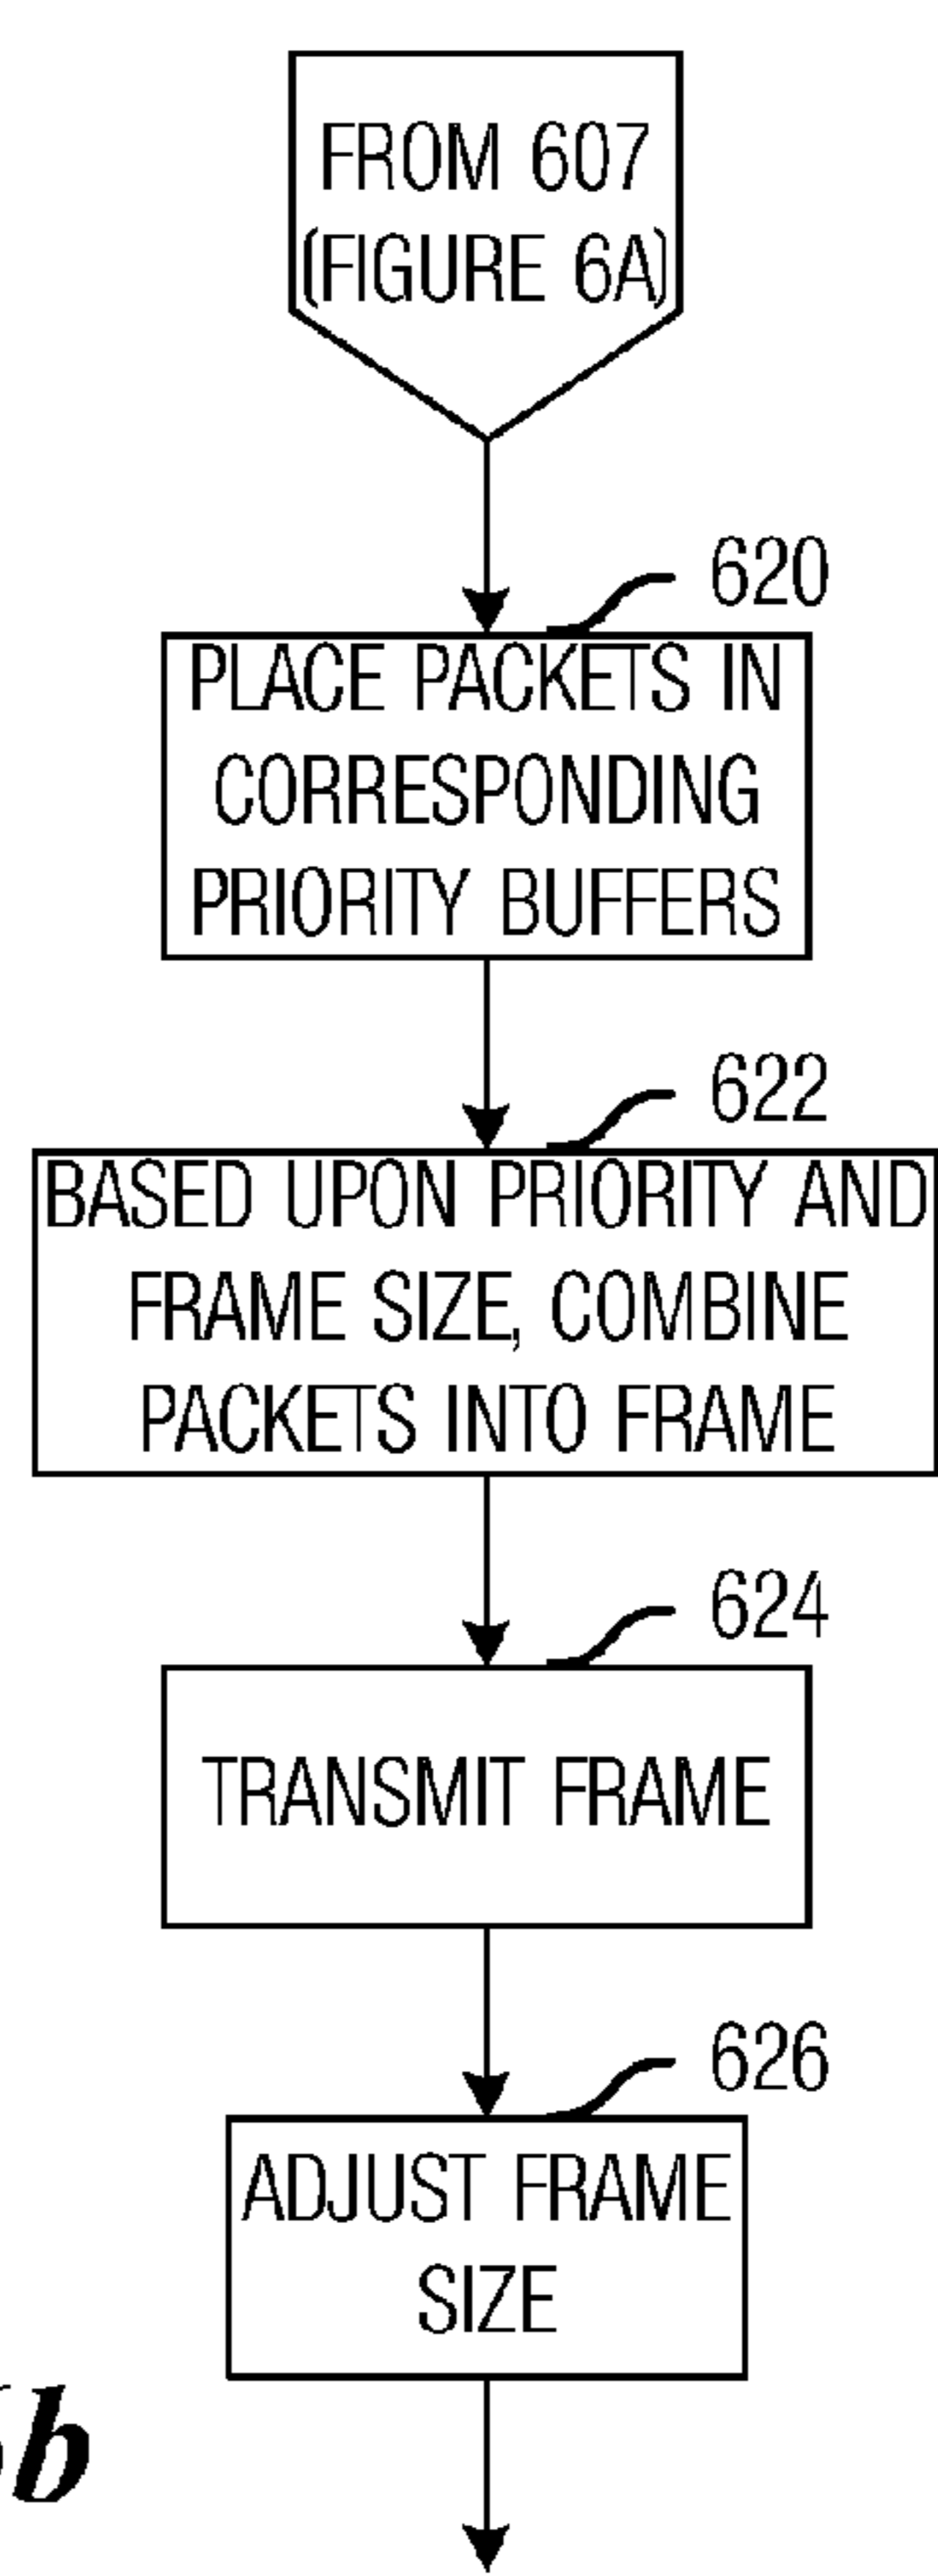 FROM 607
(FIGURE 6A)
620
PLACE PACKETS IN
CORRESPONDING
PRIORITY BUFFERS
622
BASED UPON PRIORITY AND
FRAME SIZE, COMBINE
PACKETS INTO FRAME
624
TRANSMIT FRAME
626
ADJUST FRAME
SIZE
6b